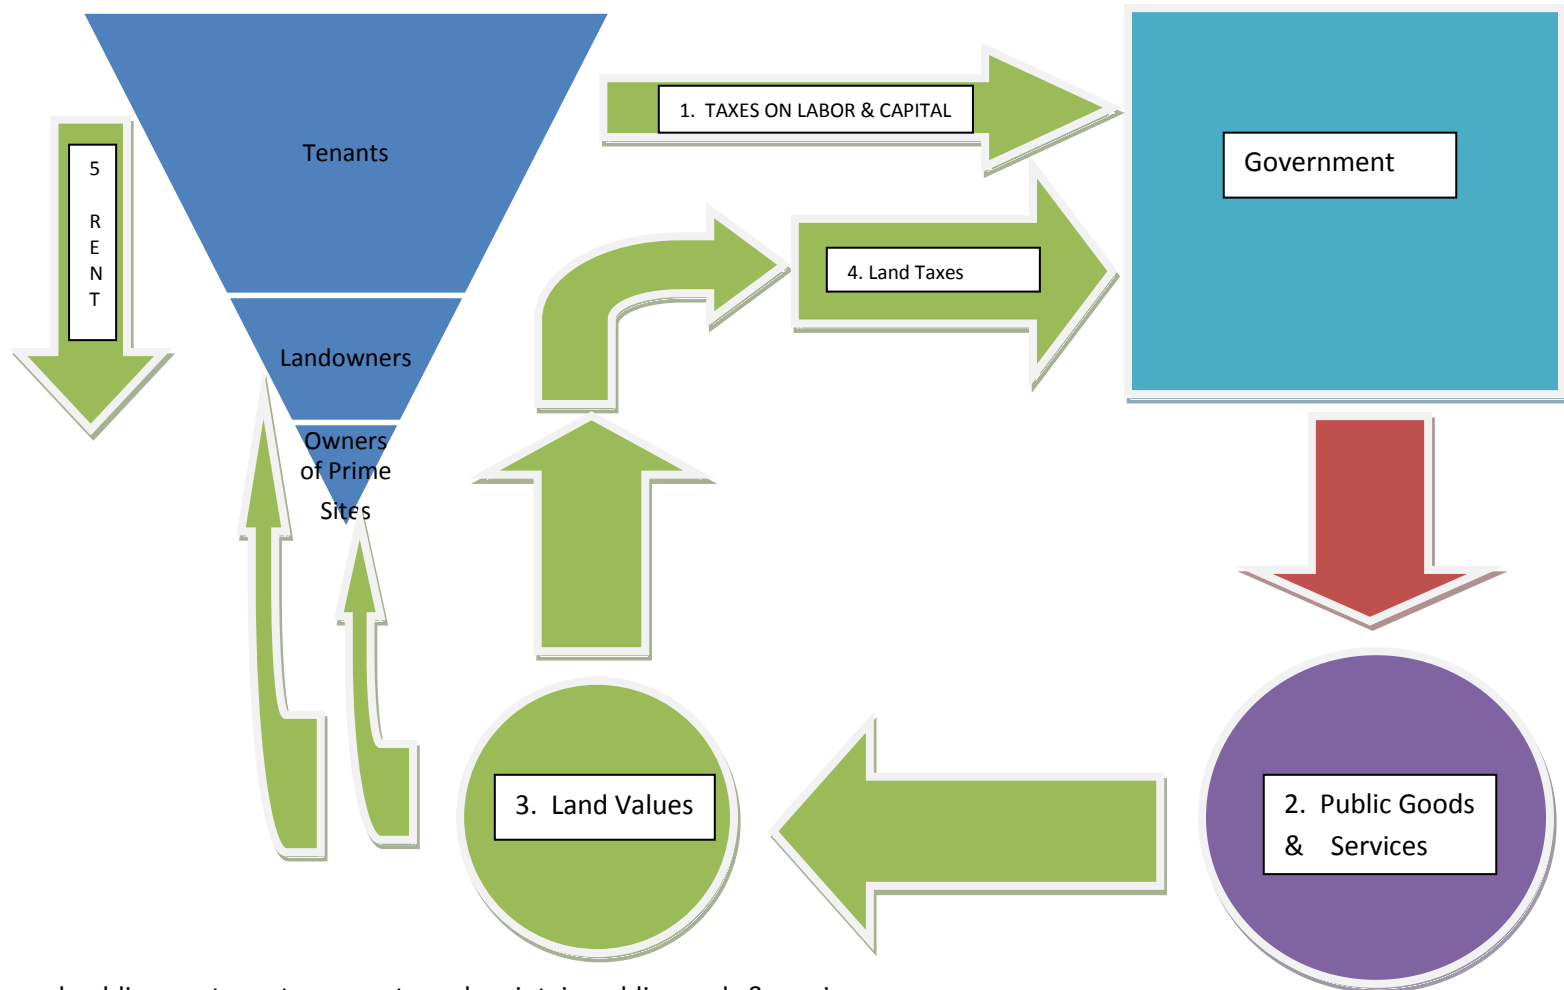 Tenants
1. TAXES ON LABOR & CAPITAL
Government
5
R
E
N
T
4. Land Taxes
Landowners
Owners
of Prime
Sites
3. Land Values
2. Public Goods
& Services